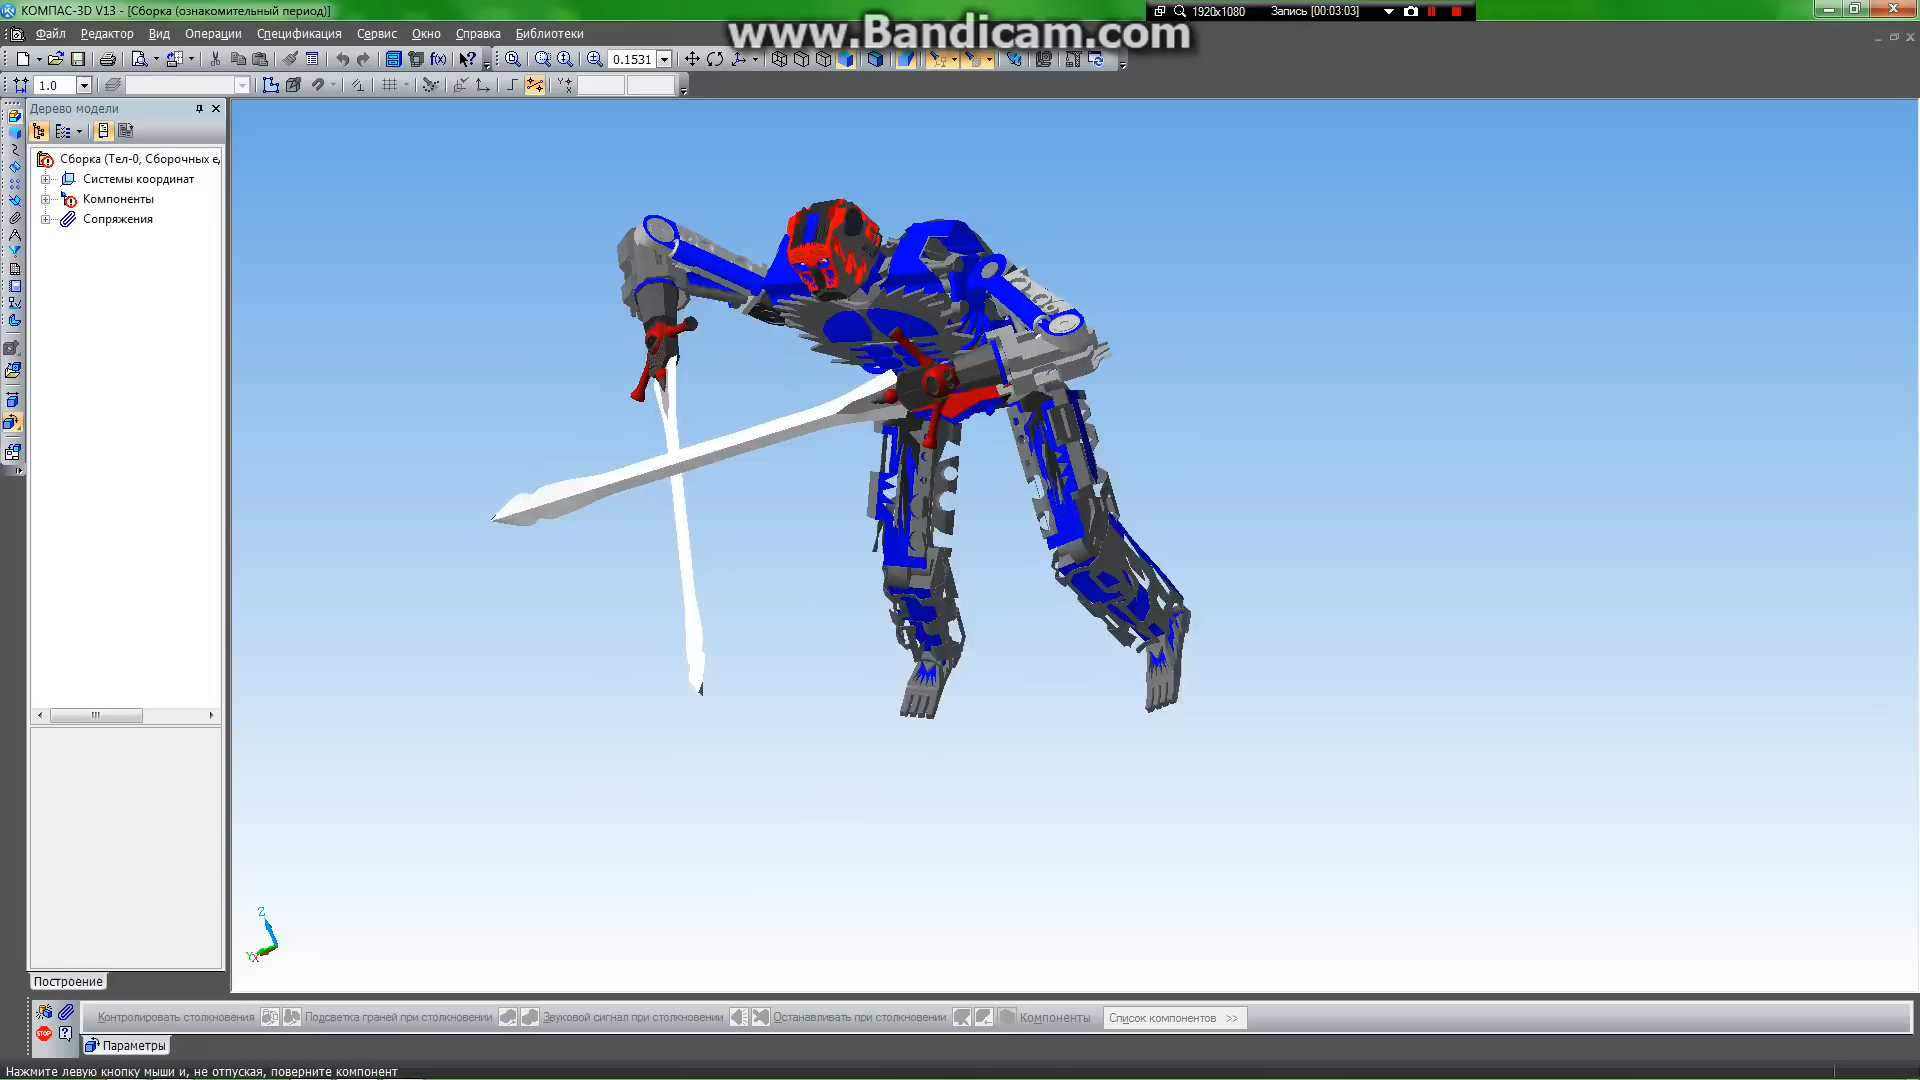 КОМПАС-3D V13 - [Сборка (ознакомительный период)]
1920x1080 Запись [00:03:03]
www.Bandicam.com
Файл Редактор Вид Операции Спецификация Сервис Окно Справка Библиотеки
0.1531
1.0
Дерево модели
Сборка (Тел-0, Сборочных е
Системы координат
Компоненты
Сопряжения
Z
Y X
Построение
Контролировать столкновения Подсветка граней при столкновении Звуковой сигнал при столкновении Останавливать при столкновении Компоненты Список компонентов >>
STOP
Параметры
Нажмите левую кнопку мыши и, не отпуская, поверните компонент